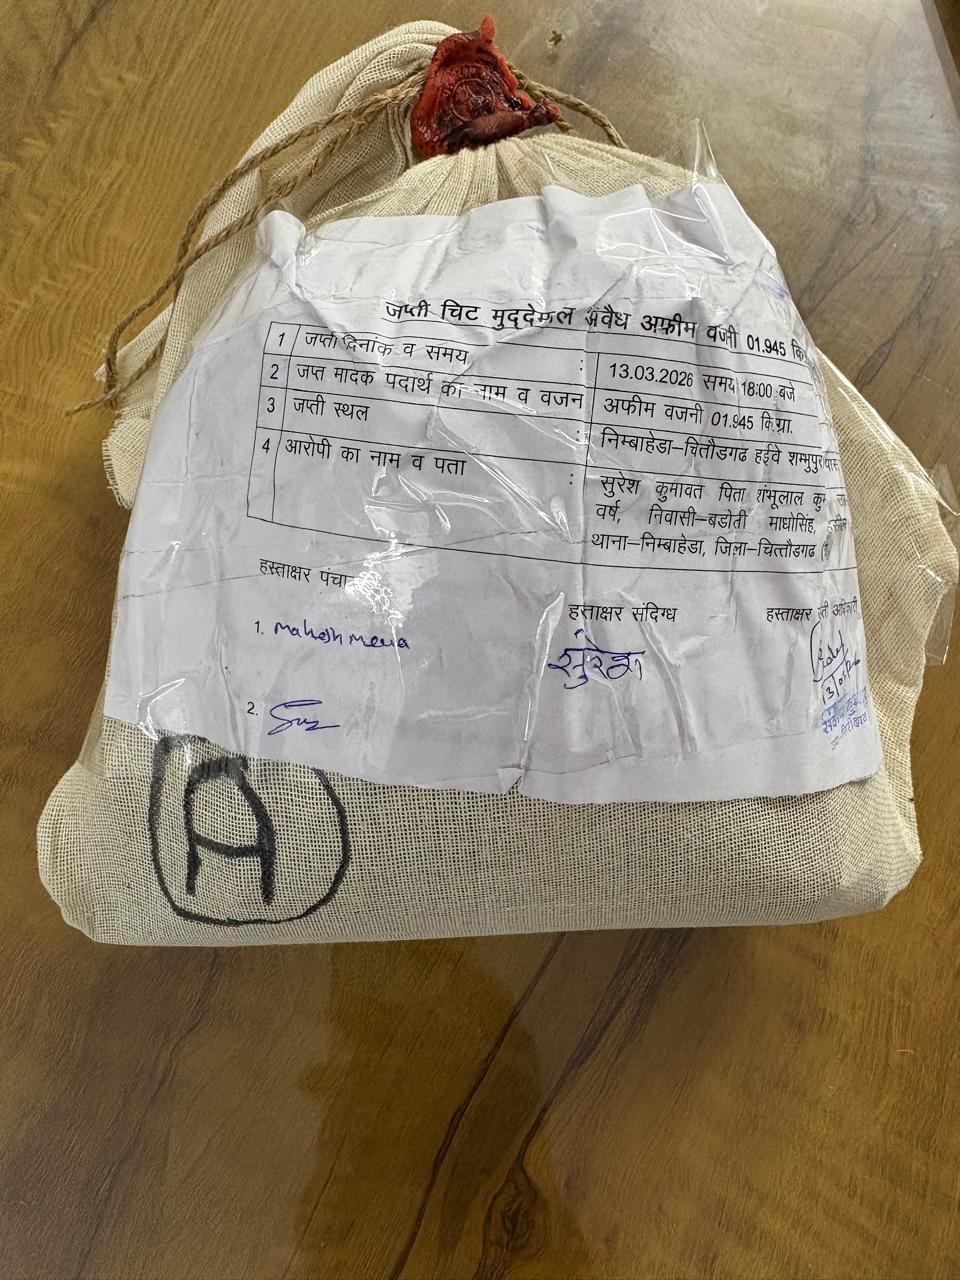 जप्ती चिट मुद्देमाल अवैध अफीम वजनी 01.945 कि
1 जप्ती दिनांक व समय : 13.03.2026 समय 18:00 बजे
2 जप्त मादक पदार्थ का नाम व वजन अफीम वजनी 01.945 कि.ग्रा.
3 जप्ती स्थल : निम्बाहेडा–चितौडगढ हईवे शम्भुपुरा
4 आरोपी का नाम व पता : सुरेश कुमावत पिता शंभूलाल
वर्ष, निवासी–बडोती माधोसिंह,
थाना–निम्बाहेडा, जिला–चित्तौडगढ
हस्ताक्षर पंचा
हस्ताक्षर संदिग्ध
हस्ताक्षर
1. Mahesh meena
सुरेश
2.
A